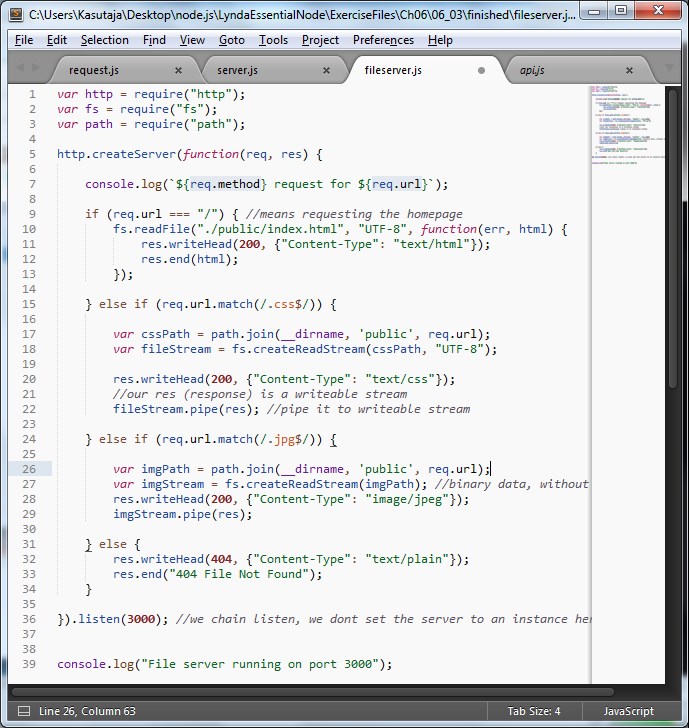 C:\Users\Kasutaja\Desktop\node.js\LyndaEssentialNode\ExerciseFiles\Ch06\06_03\finished\fileserver.j...
File Edit Selection Find View Goto Tools Project Preferences Help
request.js server.js fileserver.js api.js
1 var http = require("http");
2 var fs = require("fs");
3 var path = require("path");
4
5 http.createServer(function(req, res) {
6
7     console.log(`${req.method} request for ${req.url}`);
8
9     if (req.url === "/") { //means requesting the homepage
10         fs.readFile("./public/index.html", "UTF-8", function(err, html) {
11             res.writeHead(200, {"Content-Type": "text/html"});
12             res.end(html);
13         });
14
15     } else if (req.url.match(/.css$/)) {
16
17         var cssPath = path.join(__dirname, 'public', req.url);
18         var fileStream = fs.createReadStream(cssPath, "UTF-8");
19
20         res.writeHead(200, {"Content-Type": "text/css"});
21         //our res (response) is a writeable stream
22         fileStream.pipe(res); //pipe it to writeable stream
23
24     } else if (req.url.match(/.jpg$/)) {
25
26         var imgPath = path.join(__dirname, 'public', req.url);
27         var imgStream = fs.createReadStream(imgPath); //binary data, without
28         res.writeHead(200, {"Content-Type": "image/jpeg"});
29         imgStream.pipe(res);
30
31     } else {
32         res.writeHead(404, {"Content-Type": "text/plain"});
33         res.end("404 File Not Found");
34     }
35
36 }).listen(3000); //we chain listen, we dont set the server to an instance her
37
38
39 console.log("File server running on port 3000");
Line 26, Column 63 Tab Size: 4 JavaScript